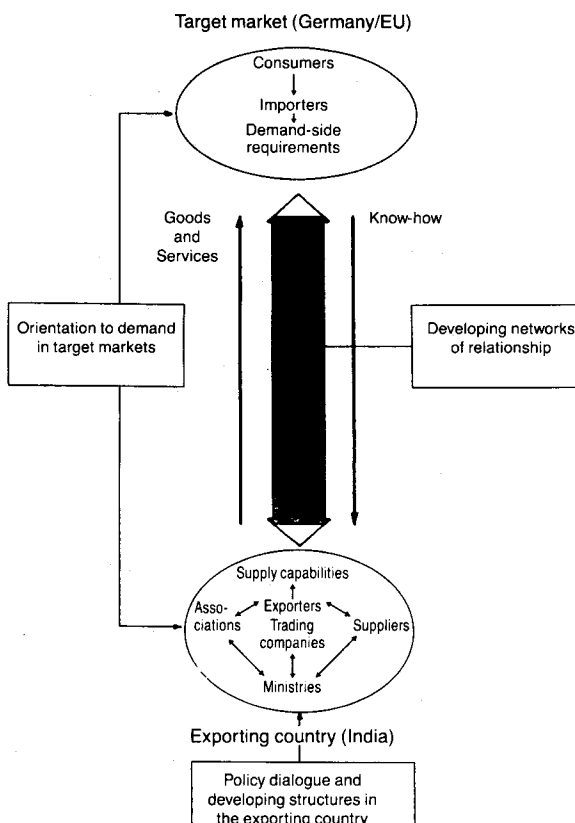 Target market (Germany/EU)
Consumers
Importers
Demand-side
requirements
Goods
and
Services
Know-how
Orientation to demand
in target markets
Developing networks
of relationship
Supply capabilities
Asso-
ciations
Exporters
Trading
companies
Suppliers
Ministries
Exporting country (India)
Policy dialogue and
developing structures in
the exporting country